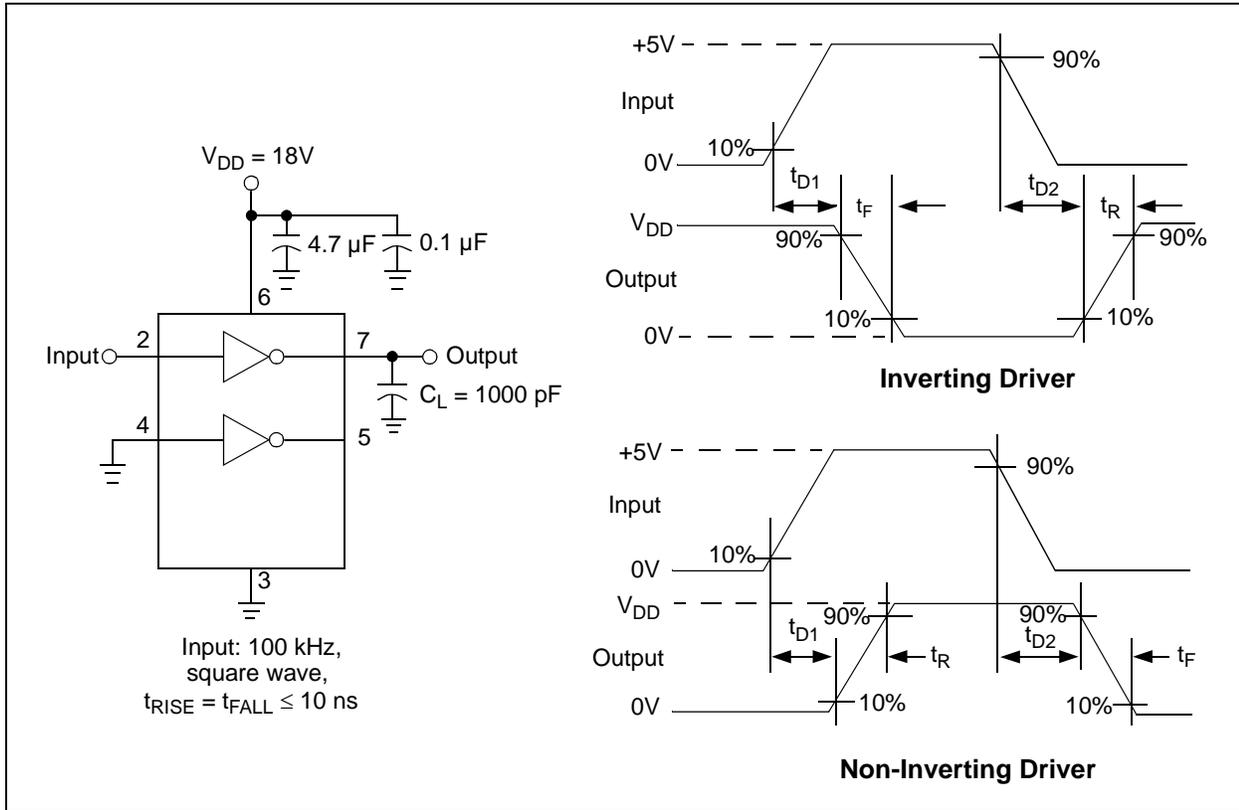 V_DD = 18V
4.7 µF
0.1 µF
6
Input
2
7
Output
C_L = 1000 pF
4
5
3
Input: 100 kHz,
square wave,
t_RISE = t_FALL ≤ 10 ns
+5V
90%
Input
10%
0V
t_D1
t_F
t_D2
t_R
V_DD
90%
90%
Output
10%
10%
0V
Inverting Driver
+5V
90%
Input
10%
0V
V_DD
90%
90%
t_D1
t_D2
Output
t_R
t_F
0V
10%
10%
Non-Inverting Driver